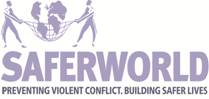 SAFERWORLD
PREVENTING VIOLENT CONFLICT. BUILDING SAFER LIVES